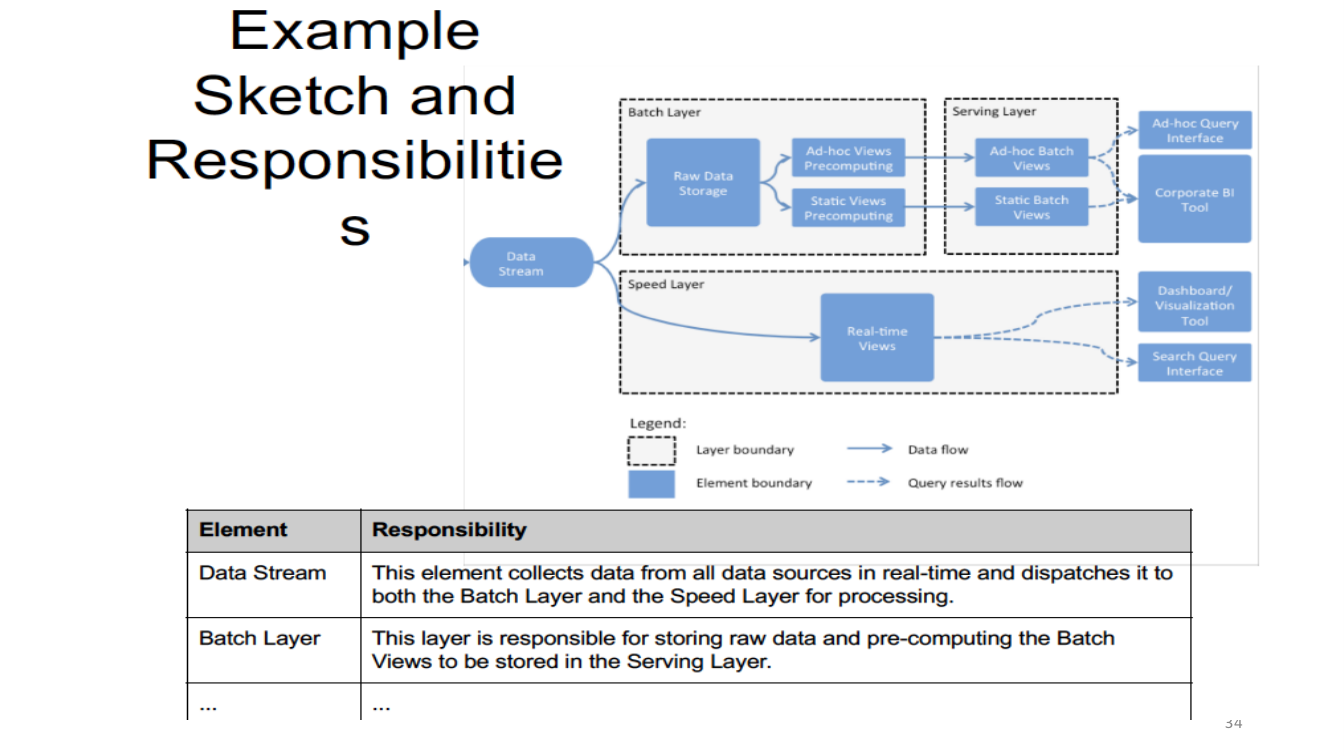 Example
Sketch and
Responsibilitie
s
Batch Layer
Raw Data
Storage
Ad-hoc Views
Precomputing
Static Views
Precomputing
Serving Layer
Ad-hoc Batch
Views
Static Batch
Views
Ad-hoc Query
Interface
Corporate BI
Tool
Data
Stream
Speed Layer
Real-time
Views
Dashboard/
Visualization
Tool
Search Query
Interface
Legend:
Layer boundary
Data flow
Element boundary
Query results flow
Element
Responsibility
Data Stream
This element collects data from all data sources in real-time and dispatches it to
both the Batch Layer and the Speed Layer for processing.
Batch Layer
This layer is responsible for storing raw data and pre-computing the Batch
Views to be stored in the Serving Layer.
...
...
34